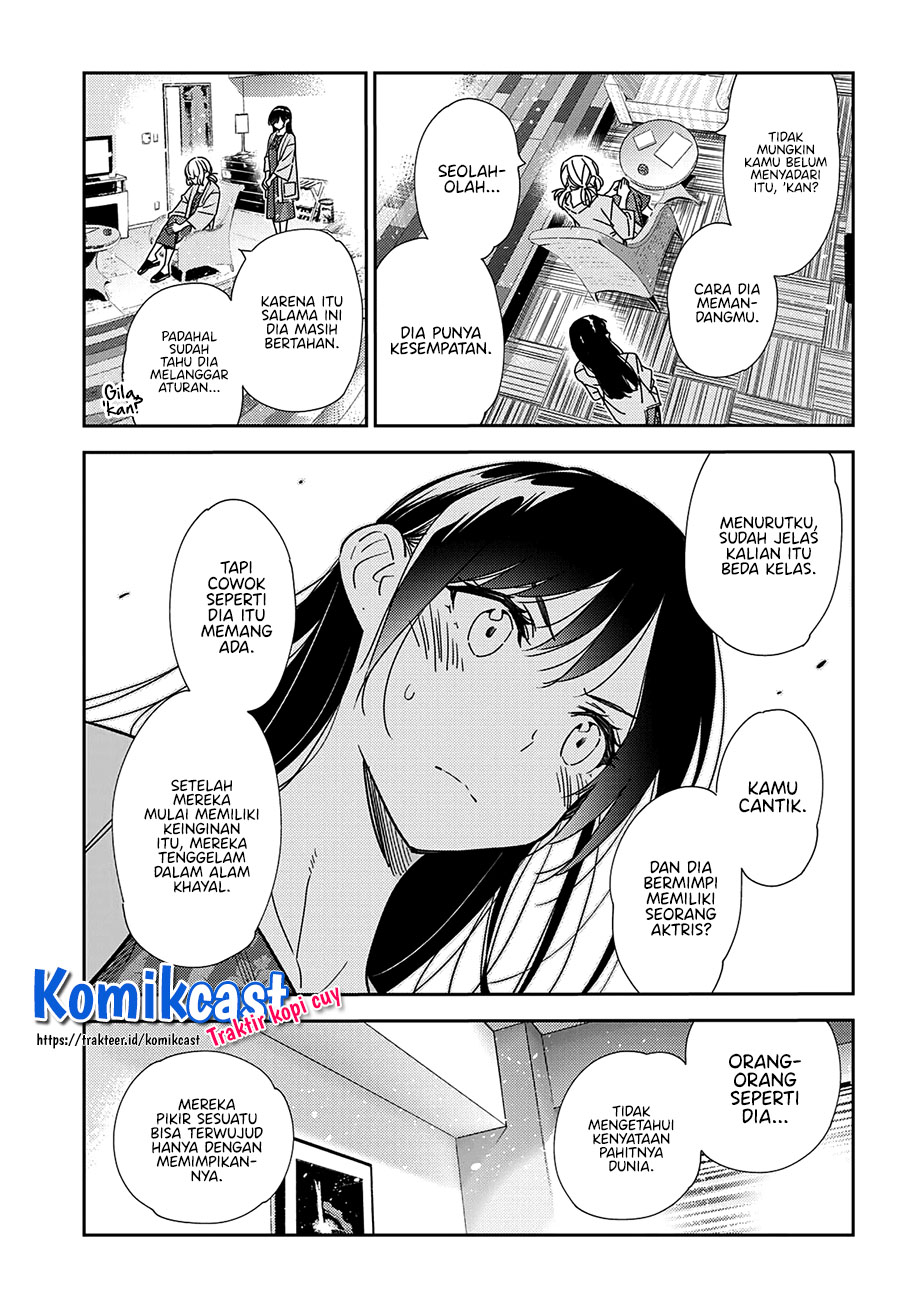 TIDAK
MUNGKIN
KAMU BELUM
MENYADARI
ITU, 'KAN?
CARA DIA
MEMAN-
DANGMU.
SEOLAH-
OLAH...
DIA PUNYA
KESEMPATAN.
KARENA ITU
SALAMA INI
DIA MASIH
BERTAHAN.
PADAHAL
SUDAH
TAHU DIA
MELANGGAR
ATURAN...
Gila,
'kan?
MENURUTKU,
SUDAH JELAS
KALIAN ITU
BEDA KELAS.
KAMU
CANTIK.
DAN DIA
BERMIMPI
MEMILIKI
SEORANG
AKTRIS?
TAPI
COWOK
SEPERTI
DIA ITU
MEMANG
ADA.
SETELAH
MEREKA
MULAI MEMILIKI
KEINGINAN
ITU, MEREKA
TENGGELAM
DALAM ALAM
KHAYAL.
Komikcast
Traktir kopi cuy
https://trakteer.id/komikcast
ORANG-
ORANG
SEPERTI
DIA...
TIDAK
MENGETAHUI
KENYATAAN
PAHITNYA
DUNIA.
MEREKA
PIKIR SESUATU
BISA TERWUJUD
HANYA DENGAN
MEMIMPIKAN-
NYA.